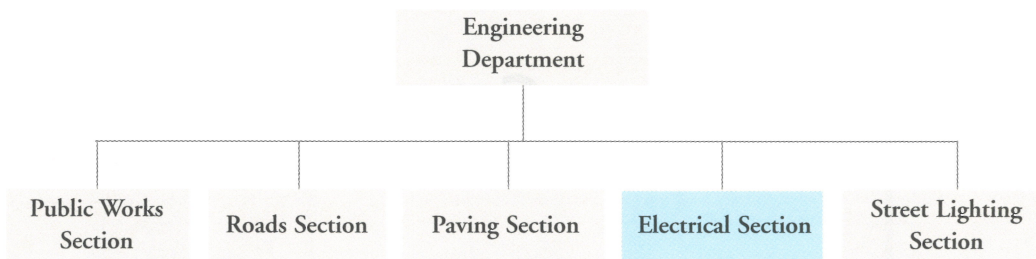 Engineering
Department
Public Works
Section
Roads Section
Paving Section
Electrical Section
Street Lighting
Section